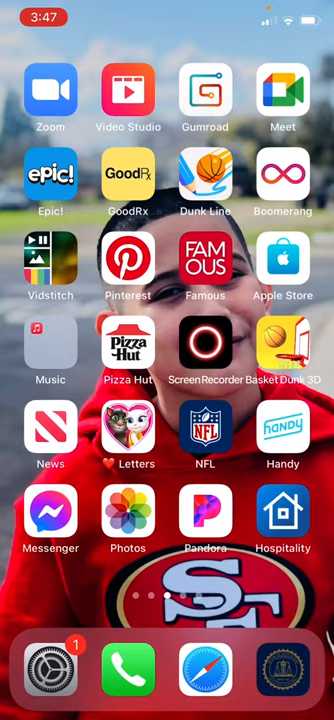 3:47
Zoom Video Studio Gumroad Meet
epic! GoodRx
Epic! GoodRx Dunk Line Boomerang
FAM
OUS
Vidstitch Pinterest Famous Apple Store
Pizza
Hut
Music Pizza Hut Screen Recorder Basket Dunk 3D
NFL HANDY
News ❤️ Letters NFL Handy
Messenger Photos Pandora Hospitality
SF
1